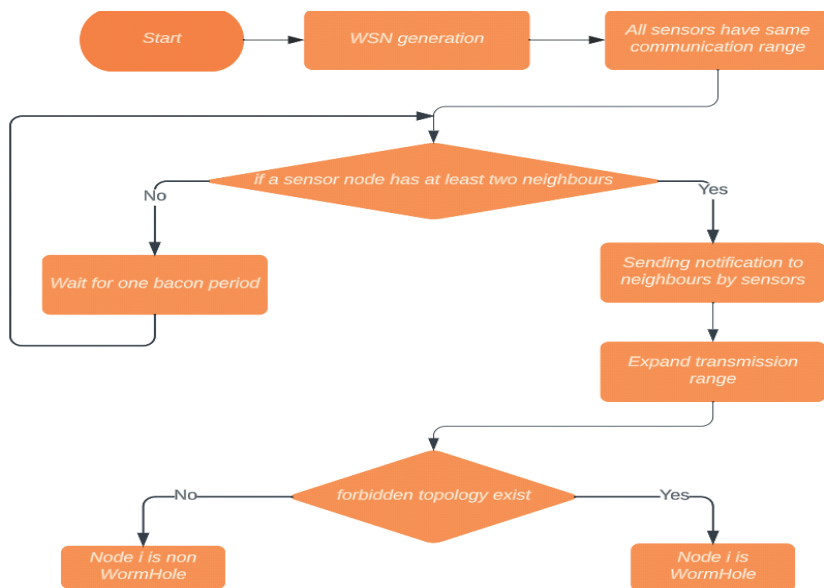 Start
WSN generation
All sensors have same
communication range
if a sensor node has at least two neighbours
No
Yes
Wait for one bacon period
Sending notification to
neighbours by sensors
Expand transmission
range
forbidden topology exist
No
Yes
Node i is non
WormHole
Node i is
WormHole